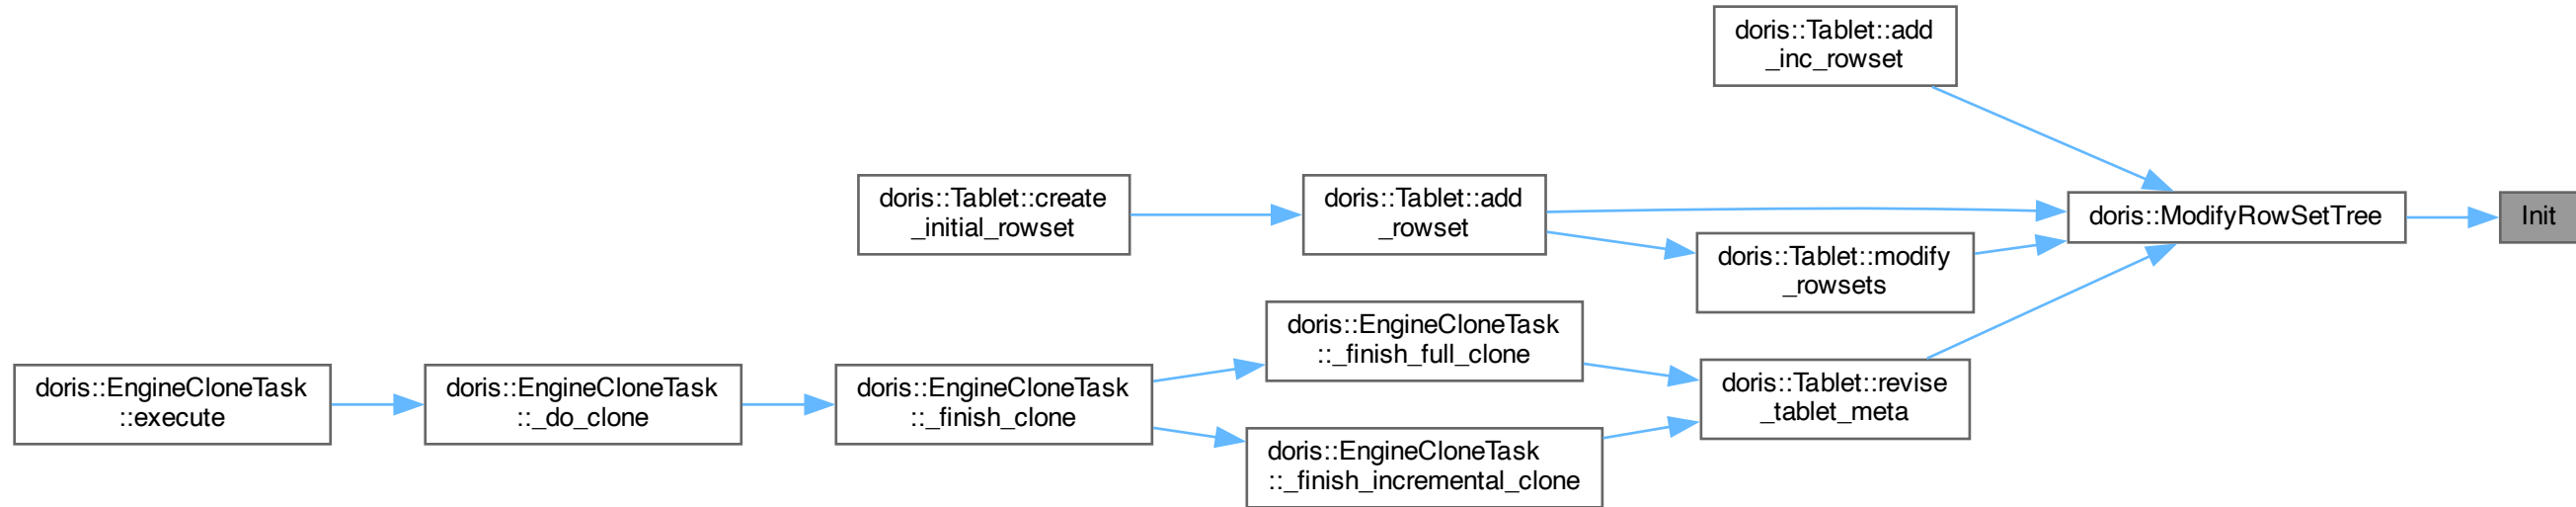 doris::Tablet::add
_inc_rowset
doris::Tablet::create
_initial_rowset
doris::Tablet::add
_rowset
doris::ModifyRowSetTree
Init
doris::Tablet::modify
_rowsets
doris::EngineCloneTask
::_finish_full_clone
doris::EngineCloneTask
::execute
doris::EngineCloneTask
::_do_clone
doris::EngineCloneTask
::_finish_clone
doris::Tablet::revise
_tablet_meta
doris::EngineCloneTask
::_finish_incremental_clone